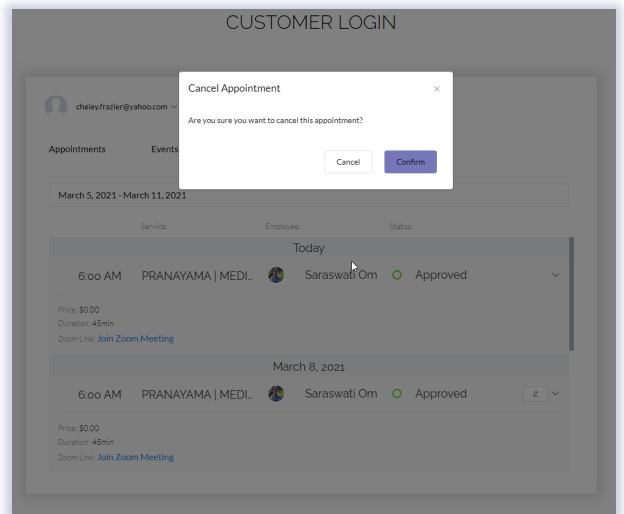 CUSTOMER LOGIN
Cancel Appointment
Are you sure you want to cancel this appointment?
Cancel Confirm
cheley.frazier@yahoo.com
Appointments Events
March 5, 2021 - March 11, 2021
Service: Employee: Status:
Today
6:00 AM PRANAYAMA | MEDI... Saraswati Om Approved
Price: $0.00
Duration: 45min
Zoom Link: Join Zoom Meeting
March 8, 2021
6:00 AM PRANAYAMA | MEDI... Saraswati Om Approved
Price: $0.00
Duration: 45min
Zoom Link: Join Zoom Meeting